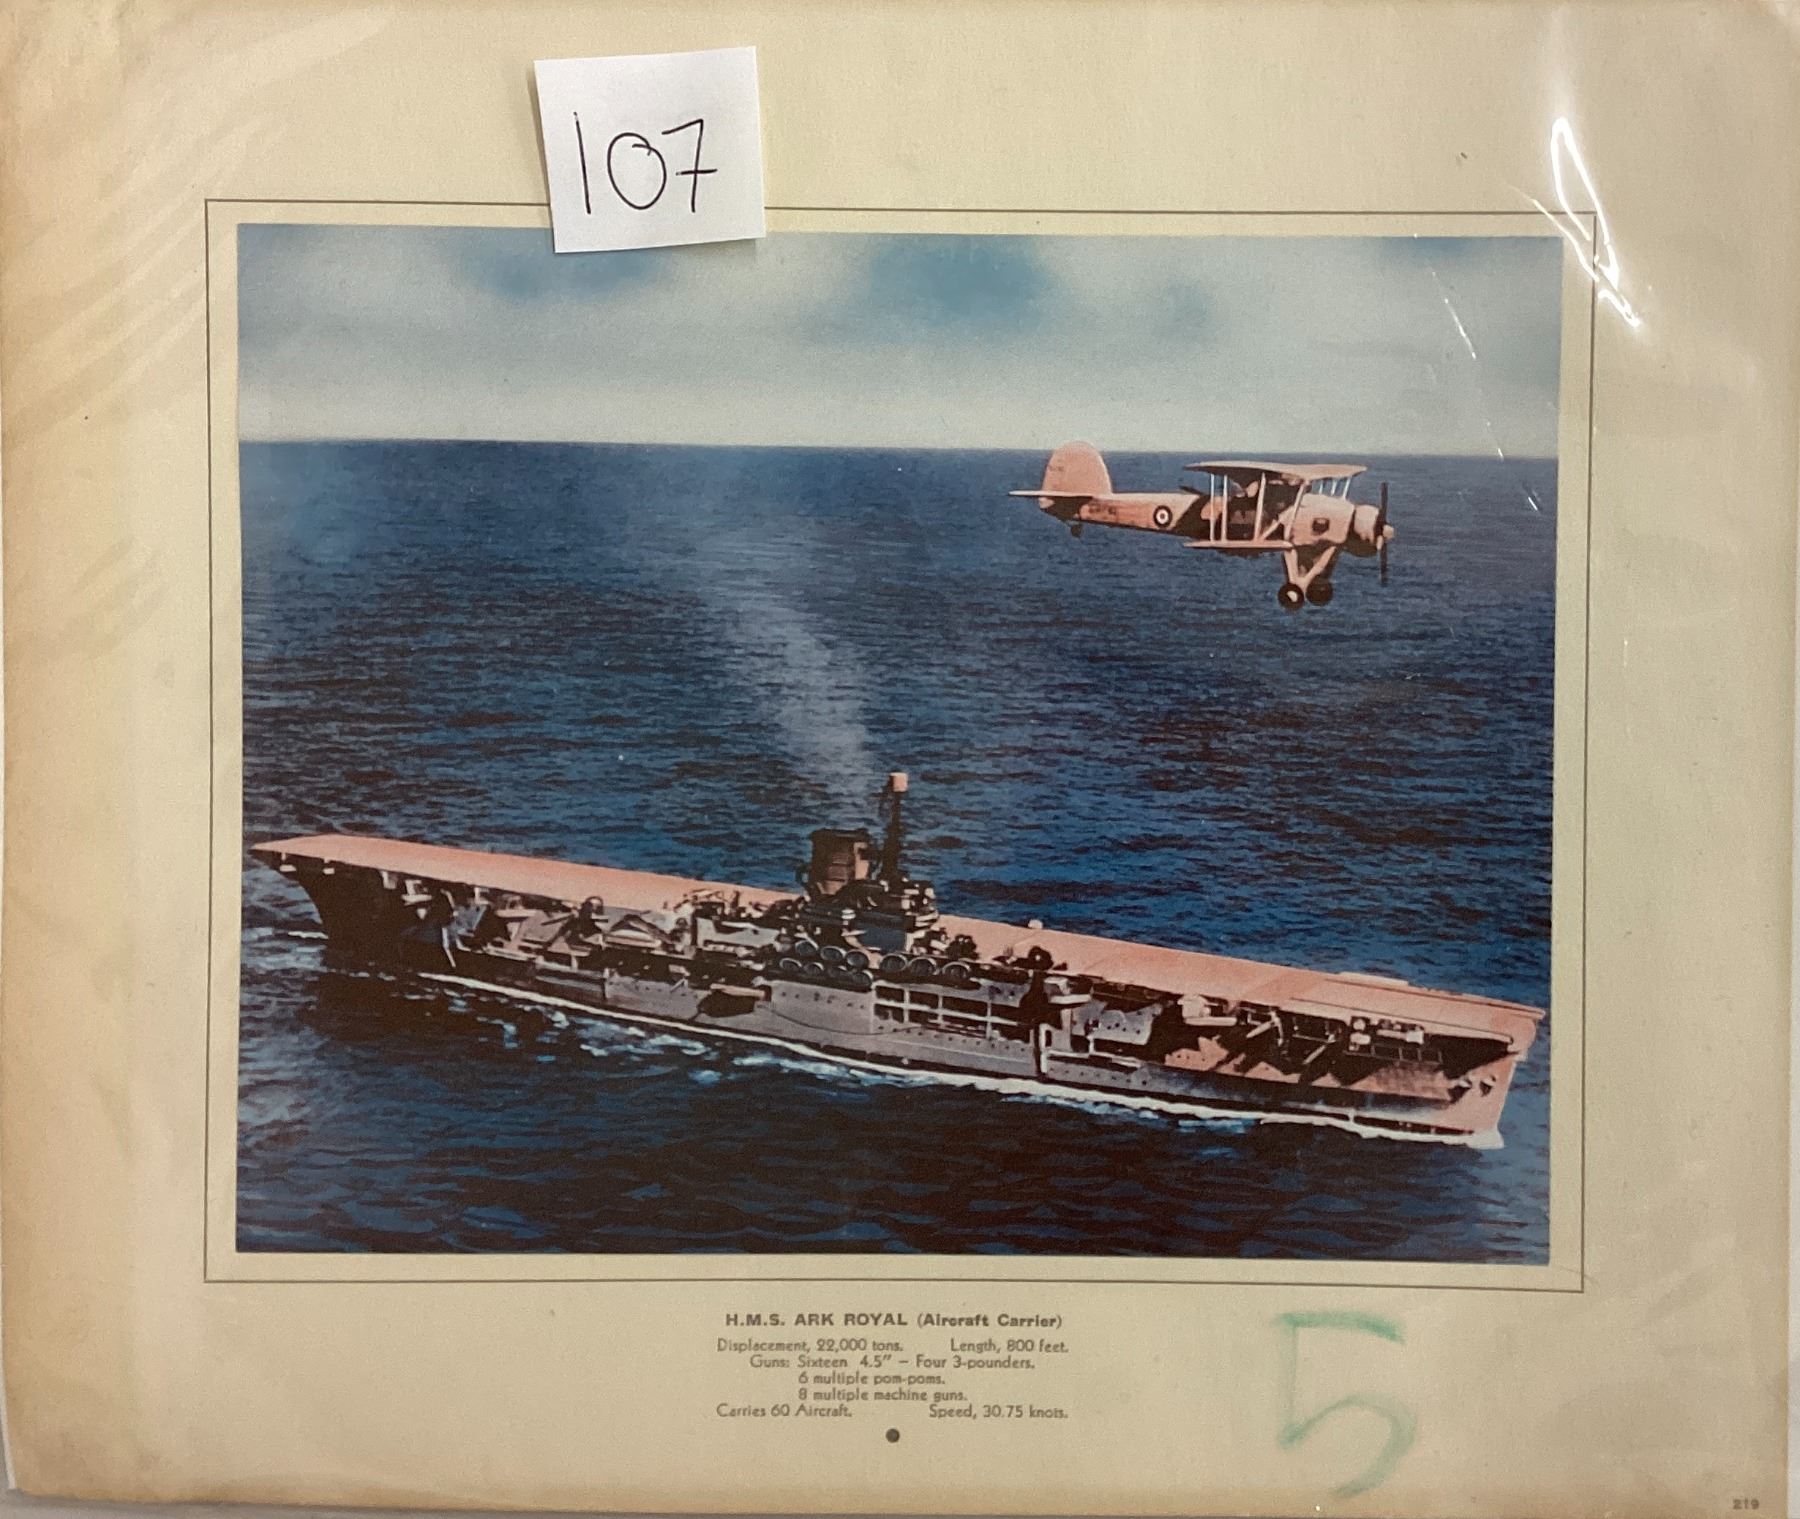 107
H.M.S. ARK ROYAL (Aircraft Carrier)
Displacement, 22,000 tons. Length, 800 feet.
Guns: Sixteen 4.5" – Four 3-pounders.
6 multiple pom-poms.
8 multiple machine guns.
Carries 60 Aircraft. Speed, 30.75 knots.
5
219